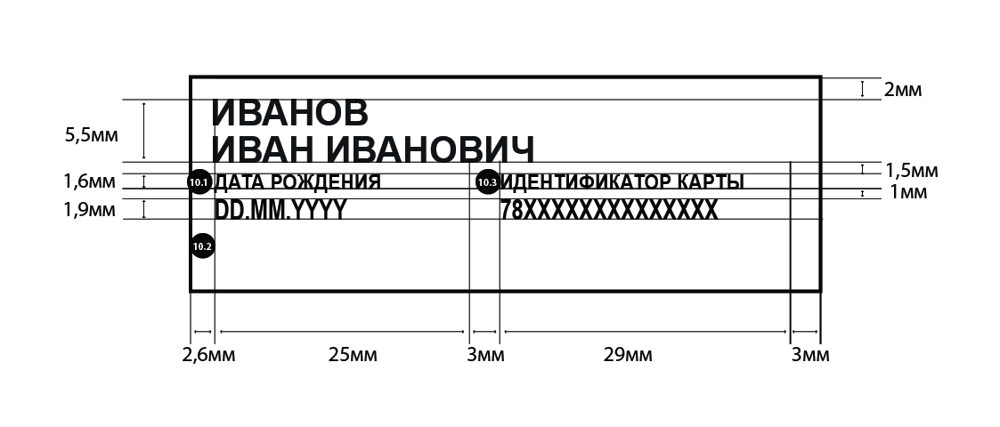 2мм
ИВАНОВ
5,5мм
ИВАН ИВАНОВИЧ
1,5мм
1,6мм
10.1 ДАТА РОЖДЕНИЯ
10.3 ИДЕНТИФИКАТОР КАРТЫ
1мм
1,9мм
DD.MM.YYYY
78XXXXXXXXXXXXXX
10.2
2,6мм
25мм
3мм
29мм
3мм